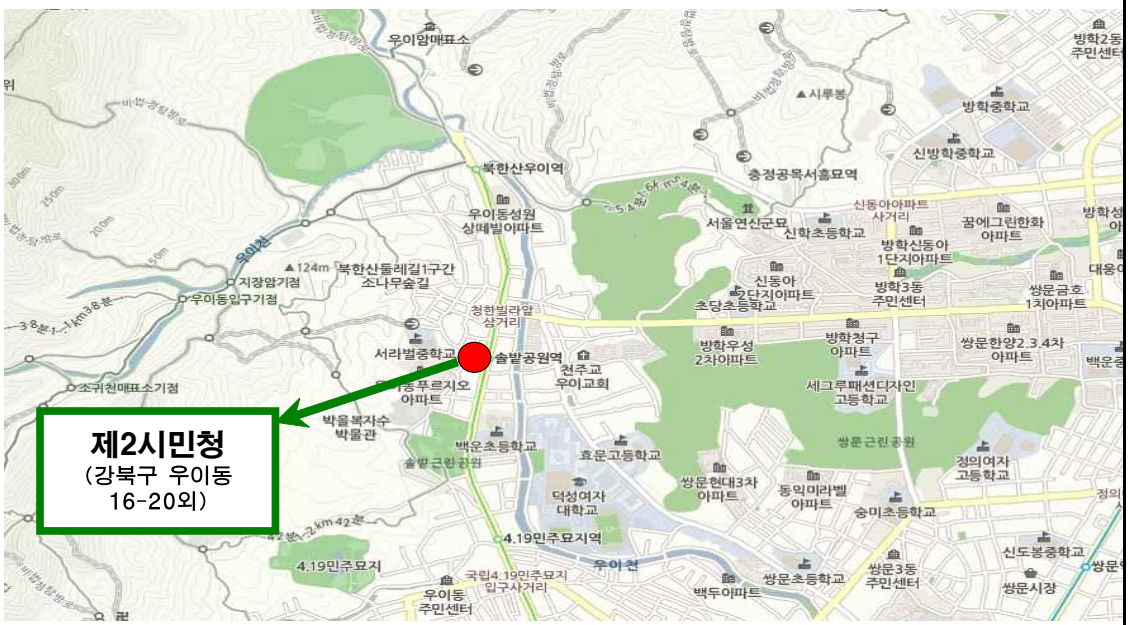 우이암매표소
방학2동
주민센터
비법정탐방로
위
▲시루봉
방학중학교
신방학중학교
북한산우이역
충정공목서흠묘역
우이동성원
상떼빌아파트
서울연산군묘
신학초등학교
신동아아파트
사거리
꿈에그린한화
아파트
방학신동아
1단지아파트
300m
250m
200m
150m
우이천
▲124m
북한산둘레길1구간
소나무숲길
지장암기점
우이동입구기점
신동아
2단지아파트
초당초등학교
방학3동
주민센터
쌍문금호
1차아파트
청한빌라앞
삼거리
서라벌중학교
솔밭공원역
천주교
우이교회
방학우성
2차아파트
방학청구
아파트
쌍문한양2.3.4차
아파트
소귀천매표소기점
아파트
세그루패션디자인
고등학교
박을복자수
박물관
제2시민청
(강북구 우이동
16-20외)
백운초등학교
솔밭근린공원
효문고등학교
쌍문근린공원
정의여자
고등학교
쌍문현대3차
아파트
동익미라벨
아파트
덕성여자
대학교
숭미초등학교
4.19민주묘지역
신도봉중학교
4.19민주묘지
우이천
국립4.19민주묘지
입구사거리
쌍문초등학교
쌍문3동
주민센터
쌍문시장
우이동
주민센터
백두아파트